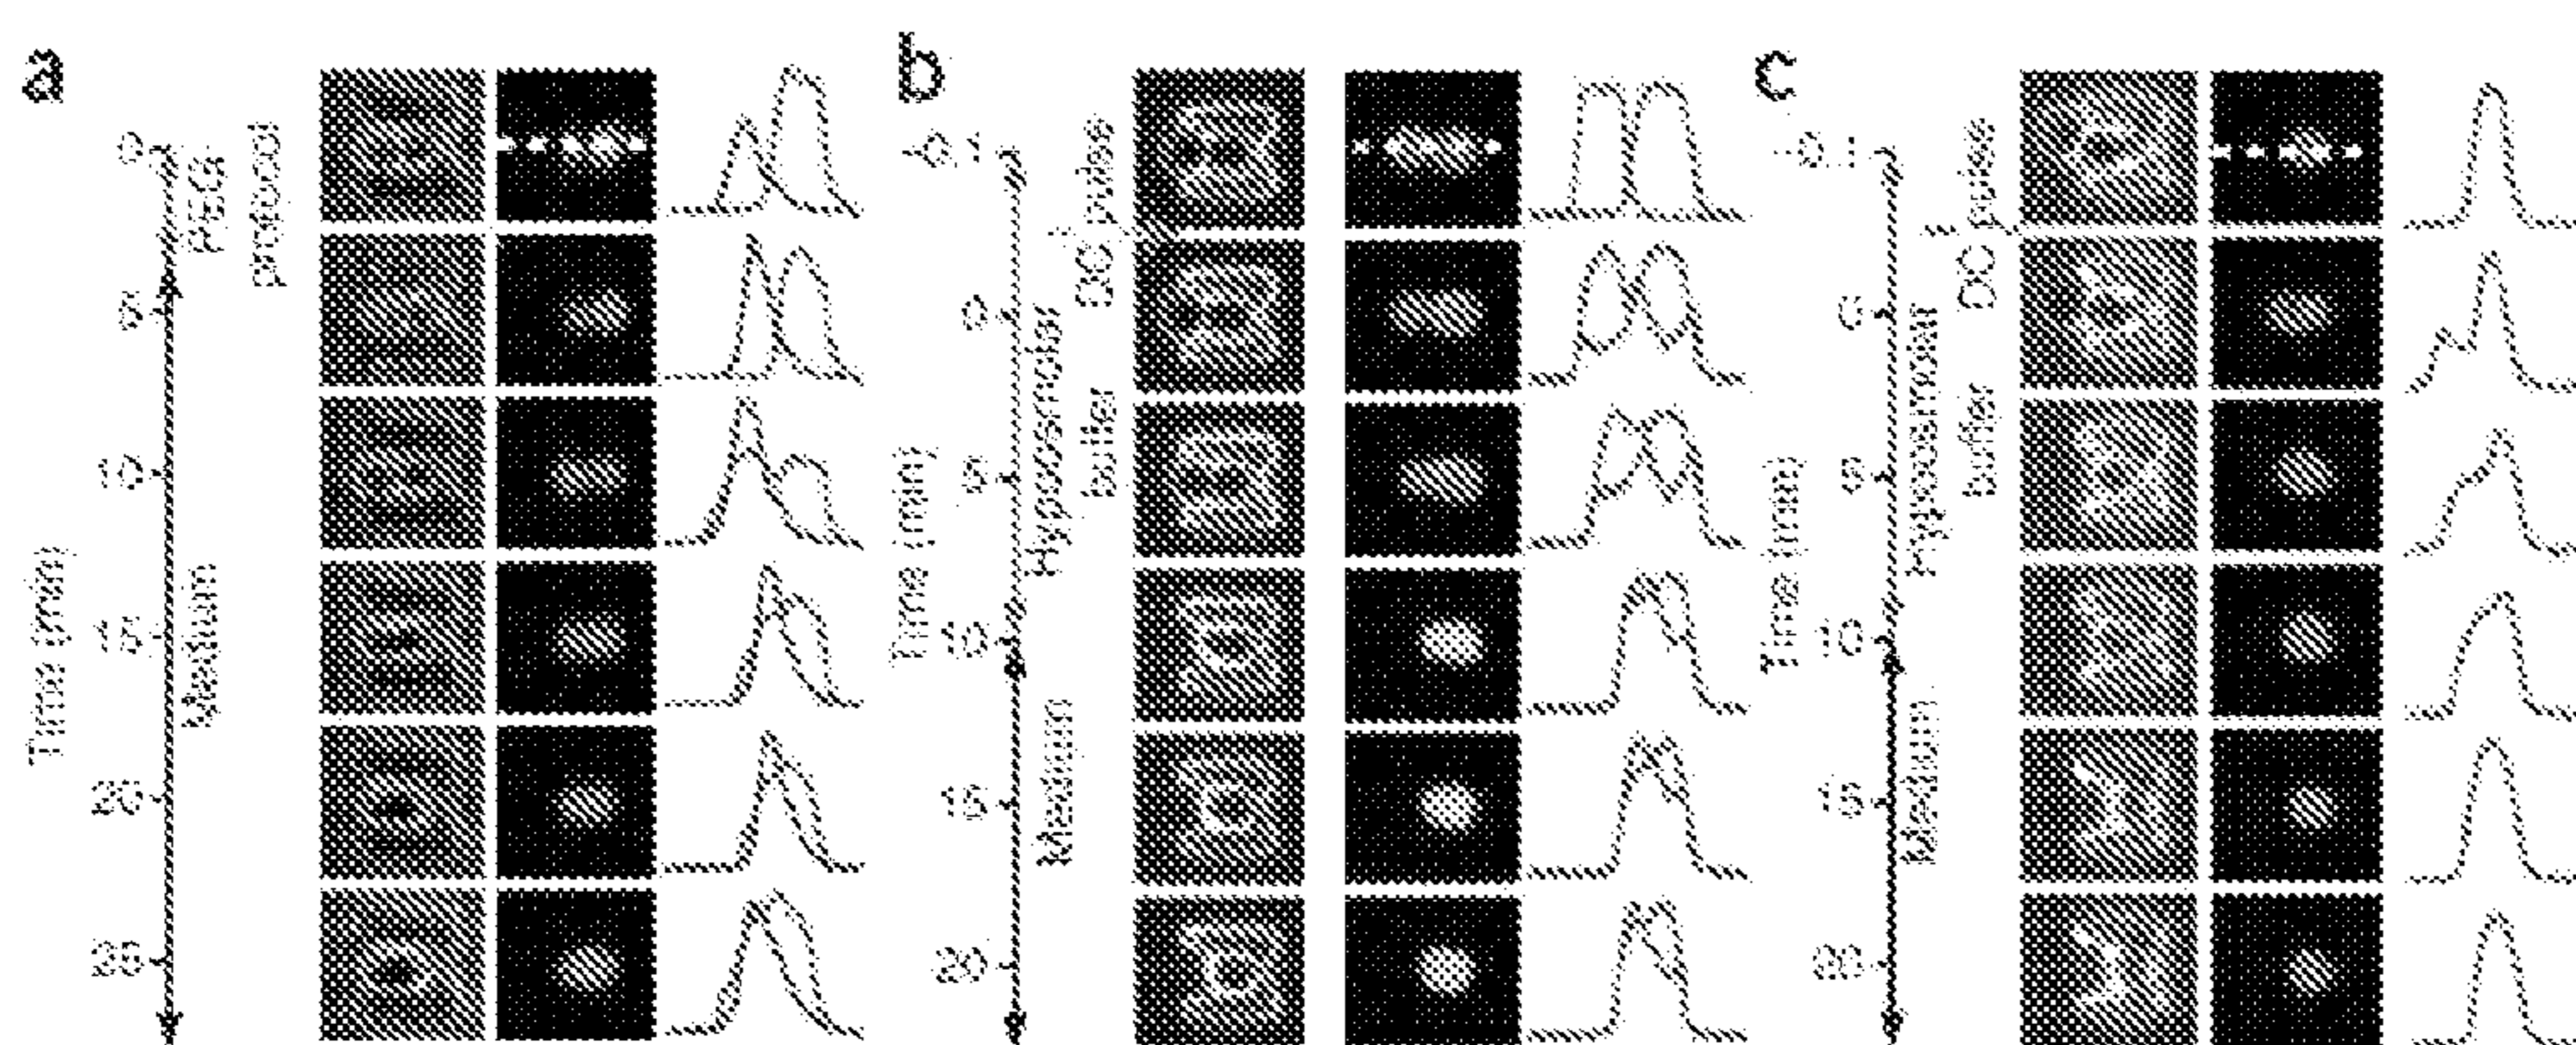 a
0
5
10
15
20
25
Time (min)
PEG
protocol
Medium
b
-0.1
0
5
10
15
20
Time (min)
DC pulse
Hypoosmolar
buffer
Medium
c
-0.1
0
5
10
15
20
Time (min)
DC pulse
Hypoosmolar
buffer
Medium